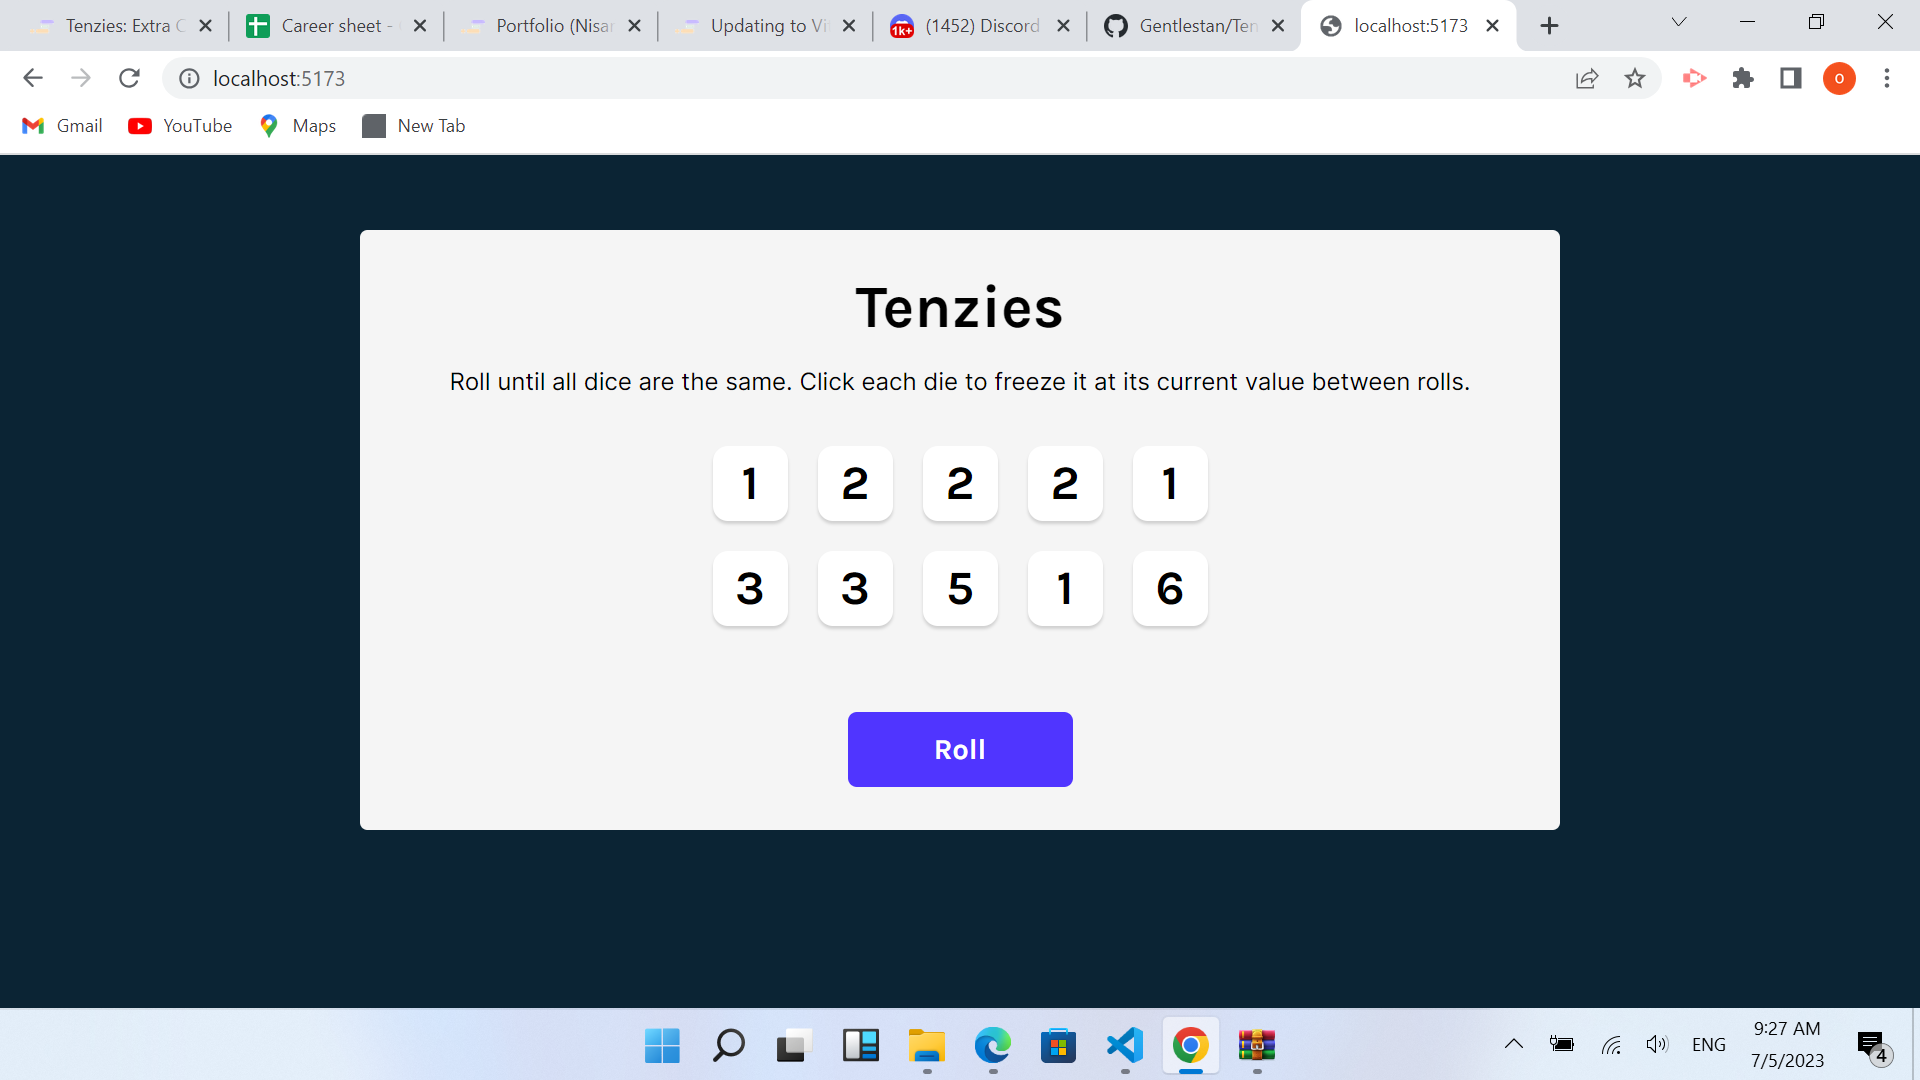 Tenzies: Extra C
Career sheet -
Portfolio (Nisar
Updating to Vi
(1452) Discord
Gentlestan/Ten
localhost:5173
localhost:5173
O
Gmail
YouTube
Maps
New Tab
Tenzies
Roll until all dice are the same. Click each die to freeze it at its current value between rolls.
1 2 2 2 1
3 3 5 1 6
Roll
ENG
9:27 AM
7/5/2023
4
1k+